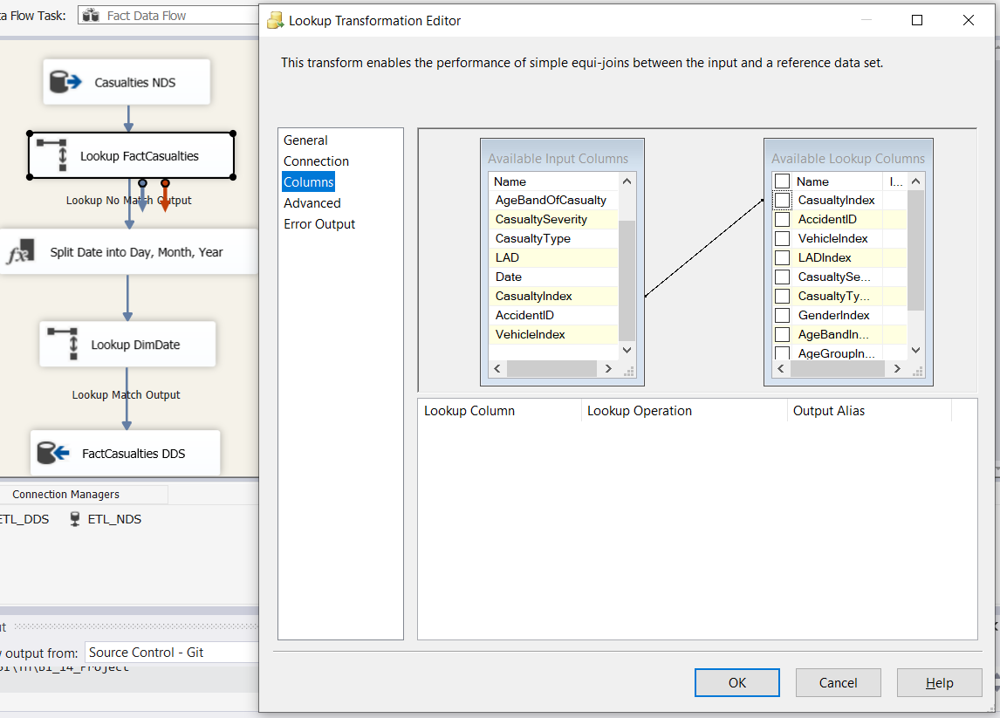 Flow Task:
Fact Data Flow
Casualties NDS
Lookup FactCasualties
Lookup No Match Output
Split Date into Day, Month, Year
Lookup DimDate
Lookup Match Output
FactCasualties DDS
Connection Managers
ETL_DDS
ETL_NDS
output from:
Source Control - Git
Lookup Transformation Editor
This transform enables the performance of simple equi-joins between the input and a reference data set.
General
Connection
Columns
Advanced
Error Output
Available Input Columns
Name
AgeBandOfCasualty
CasualtySeverity
CasualtyType
LAD
Date
CasualtyIndex
AccidentID
VehicleIndex
Available Lookup Columns
Name I...
CasualtyIndex
AccidentID
VehicleIndex
LADIndex
CasualtySe...
CasualtyTy...
GenderIndex
AgeBandIn...
AgeGroupIn...
Lookup Column Lookup Operation Output Alias
OK Cancel Help